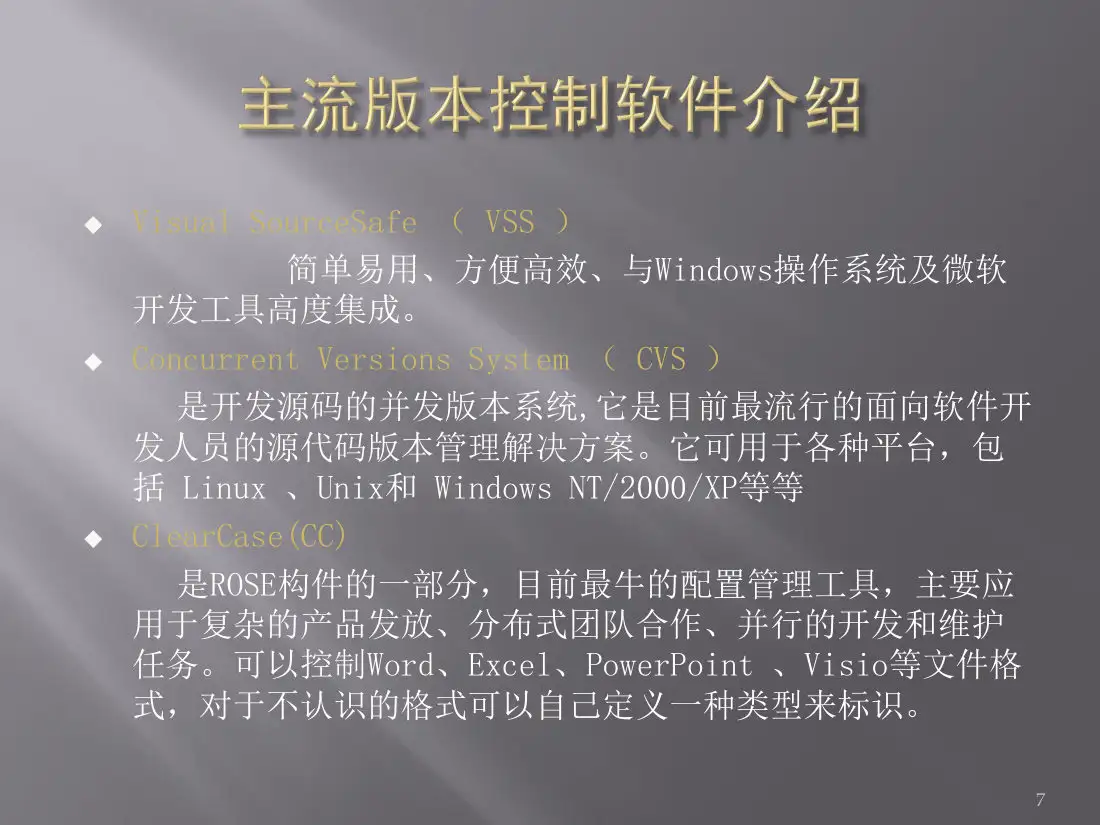 主流版本控制软件介绍
Visual SourceSafe （ VSS ）
简单易用、方便高效、与Windows操作系统及微软
开发工具高度集成。
Concurrent Versions System （ CVS ）
是开发源码的并发版本系统,它是目前最流行的面向软件开
发人员的源代码版本管理解决方案。它可用于各种平台，包
括 Linux 、Unix和 Windows NT/2000/XP等等
ClearCase(CC)
是ROSE构件的一部分，目前最牛的配置管理工具，主要应
用于复杂的产品发放、分布式团队合作、并行的开发和维护
任务。可以控制Word、Excel、PowerPoint 、Visio等文件格
式，对于不认识的格式可以自己定义一种类型来标识。
7